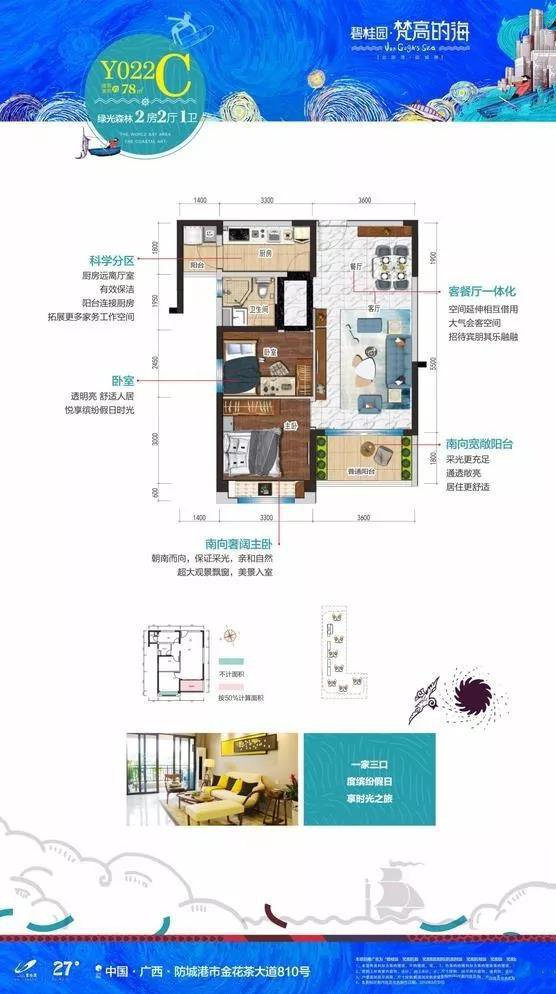 碧桂园·梵高的海
Van Gogh's Sea
Y022C
建筑面积约78㎡
绿光森林 2房2厅1卫
THE WORLD BAY AREA
THE COASTAL ART
1400 3300 3600
1800
1950
2450
3000
600
1900
5500
1800
厨房
阳台
卫生间
餐厅
客厅
卧室
主卧
普通阳台
1400 3300 3600
科学分区
厨房远离厅室
有效保洁
阳台连接厨房
拓展更多家务工作空间
卧室
透明亮 舒适人居
悦享缤纷假日时光
客餐厅一体化
空间延伸相互借用
大气会客空间
招待宾朋其乐融融
南向宽敞阳台
采光更充足
通透敞亮
居住更舒适
南向奢阔主卧
朝南而向，保证采光，亲和自然
超大观景飘窗，美景入室
不计面积
按50%计算面积
一家三口
度缤纷假日
享时光之旅
27°
中国·广西·防城港市金花茶大道810号